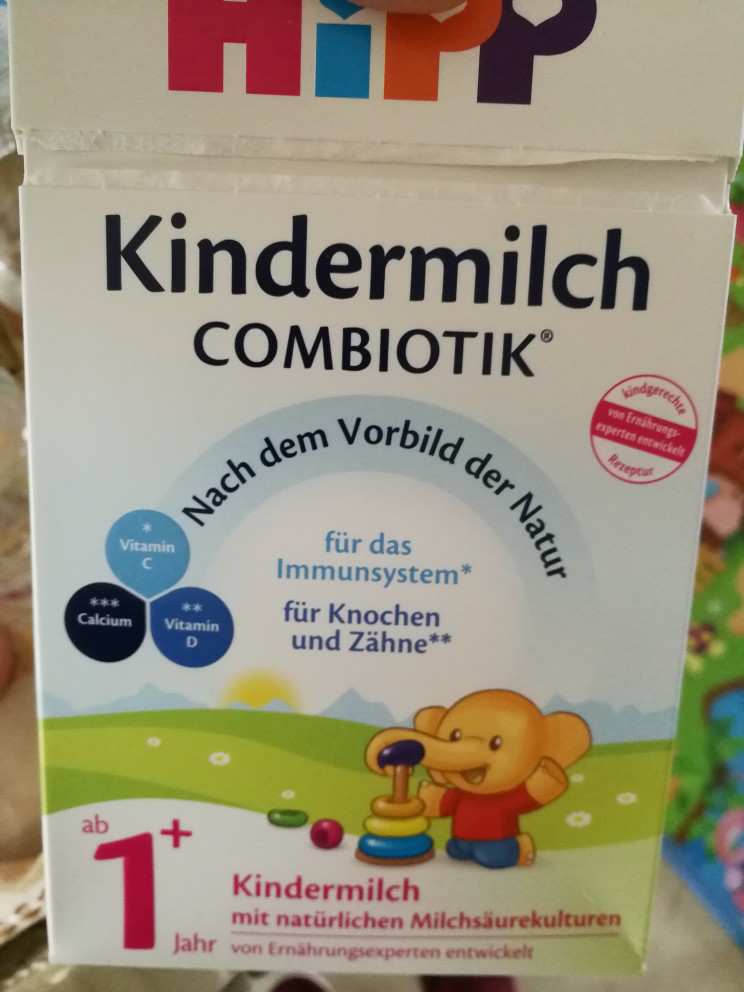 HiPP
Kindermilch
COMBIOTIK®
kindgerechte
von Ernährungs-
experten entwickelt
Rezeptur
Nach dem Vorbild der Natur
*
Vitamin
C
***
Calcium
**
Vitamin
D
für das
Immunsystem*
für Knochen
und Zähne**
ab
1+
Jahr
Kindermilch
mit natürlichen Milchsäurekulturen
von Ernährungsexperten entwickelt